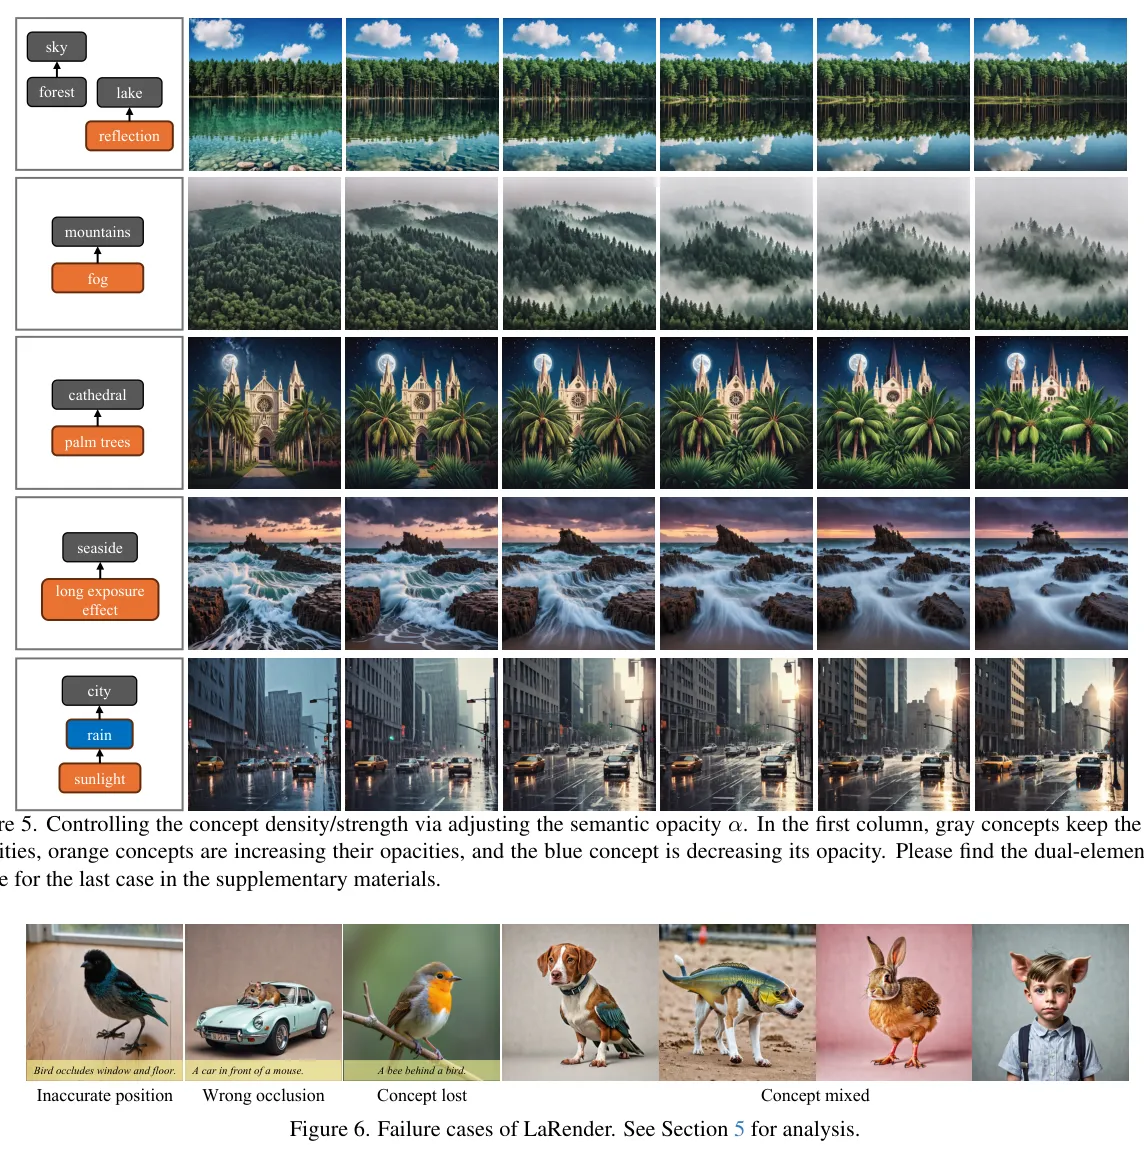 sky
forest
lake
reflection
mountains
fog
cathedral
palm trees
seaside
long exposure
effect
city
rain
sunlight
re 5. Controlling the concept density/strength via adjusting the semantic opacity α. In the first column, gray concepts keep the
ities, orange concepts are increasing their opacities, and the blue concept is decreasing its opacity. Please find the dual-elemen
e for the last case in the supplementary materials.
Bird occludes window and floor.
A car in front of a mouse.
A bee behind a bird.
Inaccurate position
Wrong occlusion
Concept lost
Concept mixed
Figure 6. Failure cases of LaRender. See Section 5 for analysis.